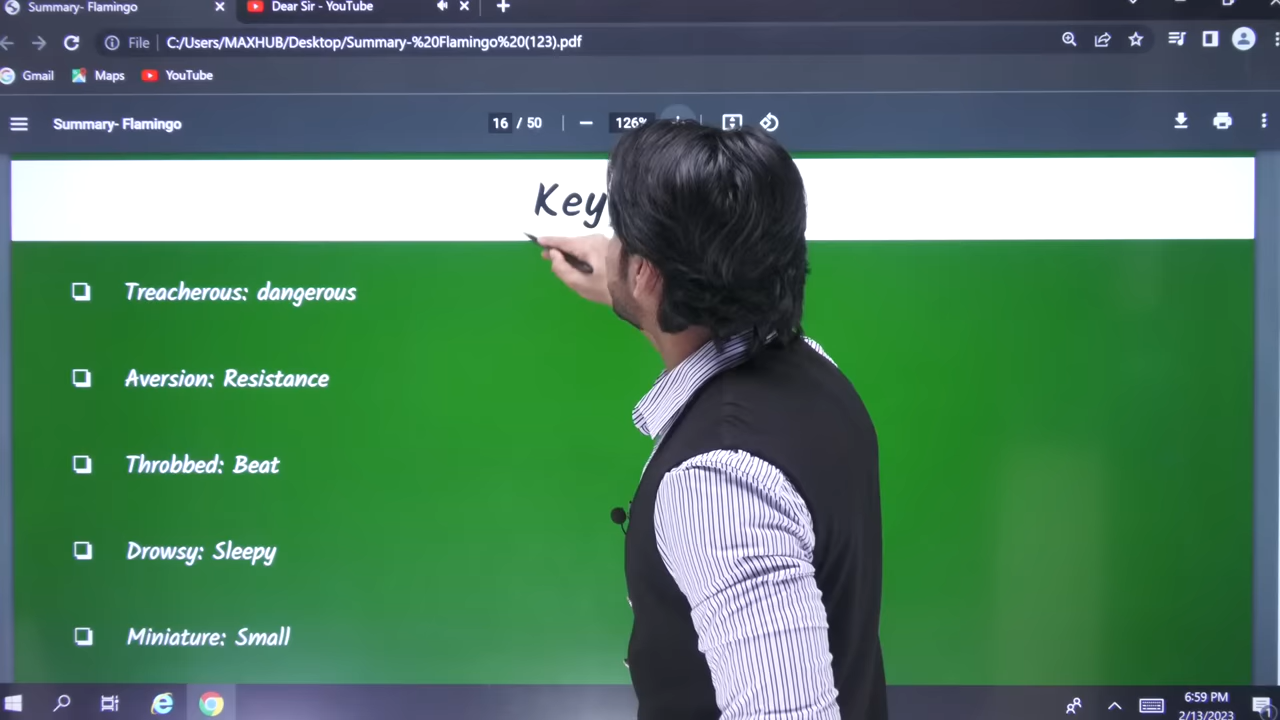 Summary- Flamingo
Dear Sir - YouTube
File
C:/Users/MAXHUB/Desktop/Summary-%20Flamingo%20(123).pdf
Gmail
Maps
YouTube
Summary- Flamingo
16 / 50
126%
Key
Treacherous: dangerous
Aversion: Resistance
Throbbed: Beat
Drowsy: Sleepy
Miniature: Small
6:59 PM
2/13/2023